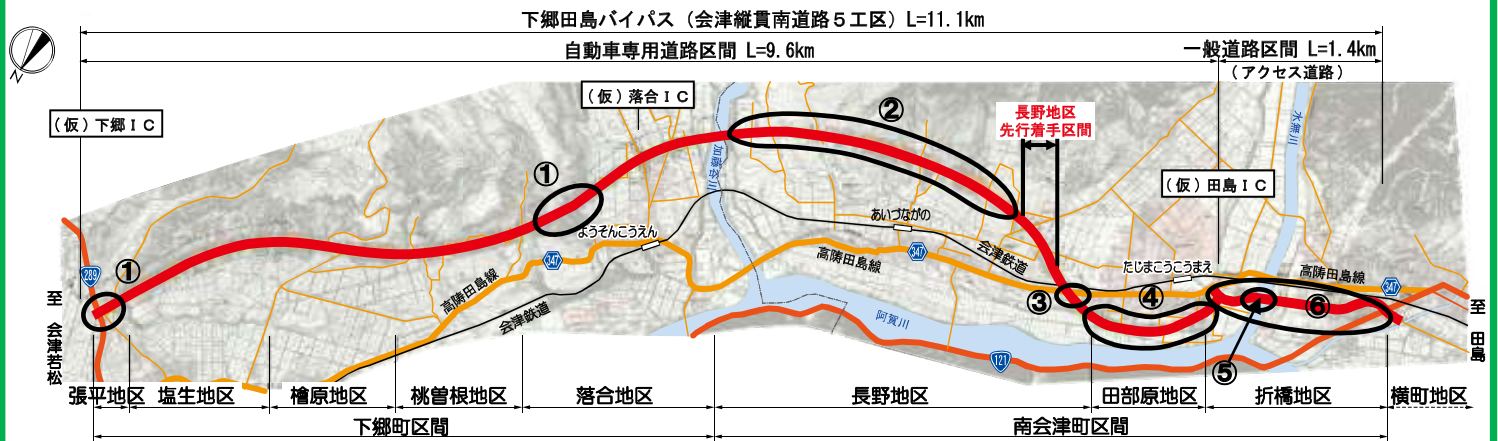 下郷田島バイパス（会津縦貫南道路５工区）L=11.1km
自動車専用道路区間 L=9.6km
一般道路区間 L=1.4km
（アクセス道路）
N
（仮）下郷ＩＣ
（仮）落合ＩＣ
②
長野地区
先行着手区間
水無川
加藤谷川
①
（仮）田島ＩＣ
ようそんこうえん
あいづながの
347
347
会津鉄道
高陦田島線
たじまこうこうまえ
高陦田島線
347
①
289
高陦田島線
会津鉄道
③
④
⑤
⑥
阿賀川
121
至 会津若松
至 田島
張平地区
塩生地区
檜原地区
桃曽根地区
落合地区
長野地区
田部原地区
折橋地区
横町地区
下郷町区間
南会津町区間